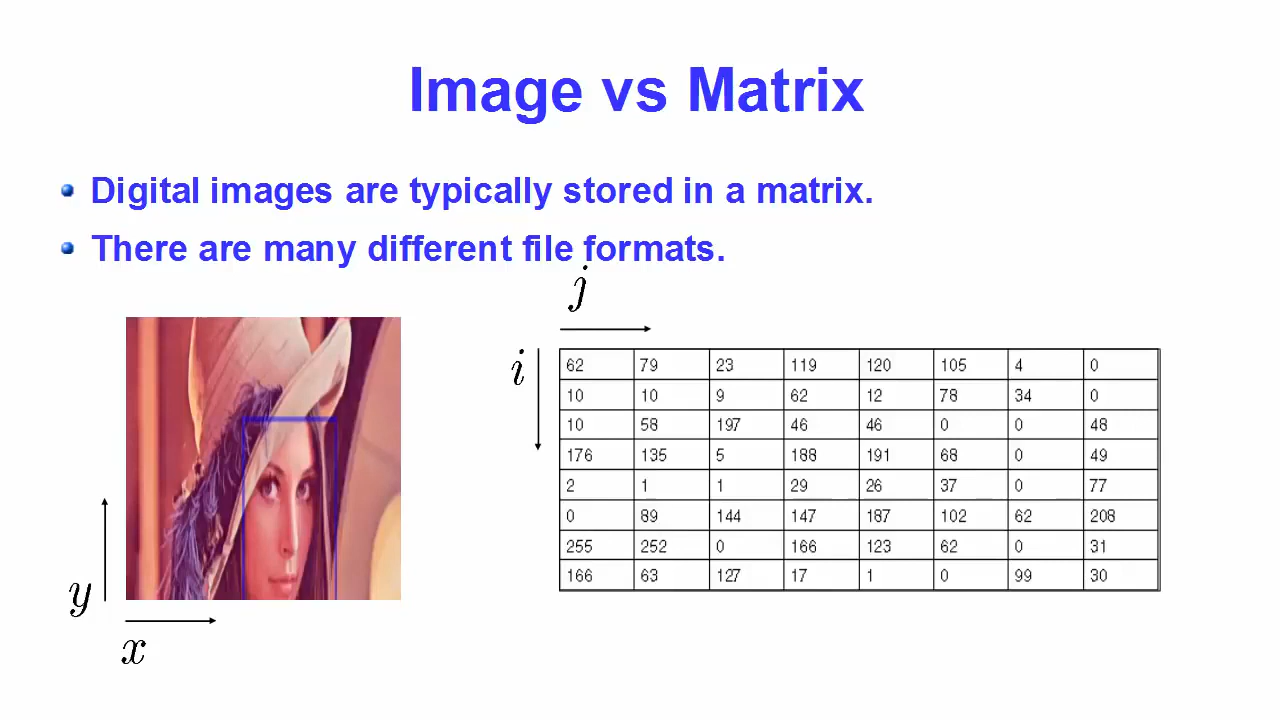 Image vs Matrix
Digital images are typically stored in a matrix.
There are many different file formats.
j
i
62 79 23 119 120 105 4 0
10 10 9 62 12 78 34 0
10 58 197 46 46 0 0 48
176 135 5 188 191 68 0 49
2 1 1 29 26 37 0 77
0 89 144 147 187 102 62 208
255 252 0 166 123 62 0 31
166 63 127 17 1 0 99 30
y
x